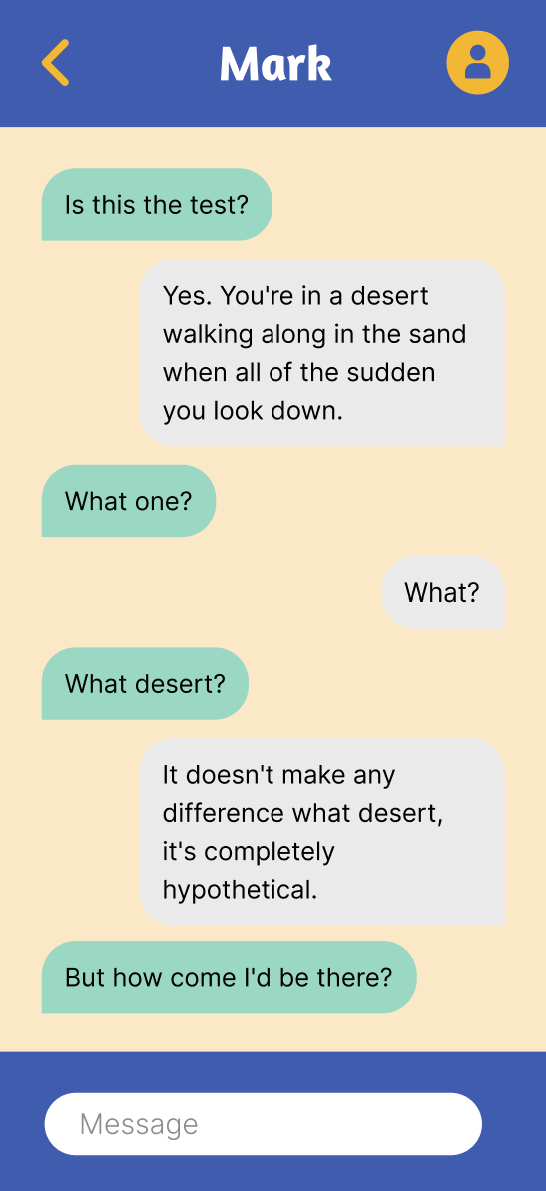 Mark
Is this the test?
Yes. You're in a desert
walking along in the sand
when all of the sudden
you look down.
What one?
What?
What desert?
It doesn't make any
difference what desert,
it's completely
hypothetical.
But how come I'd be there?
Message